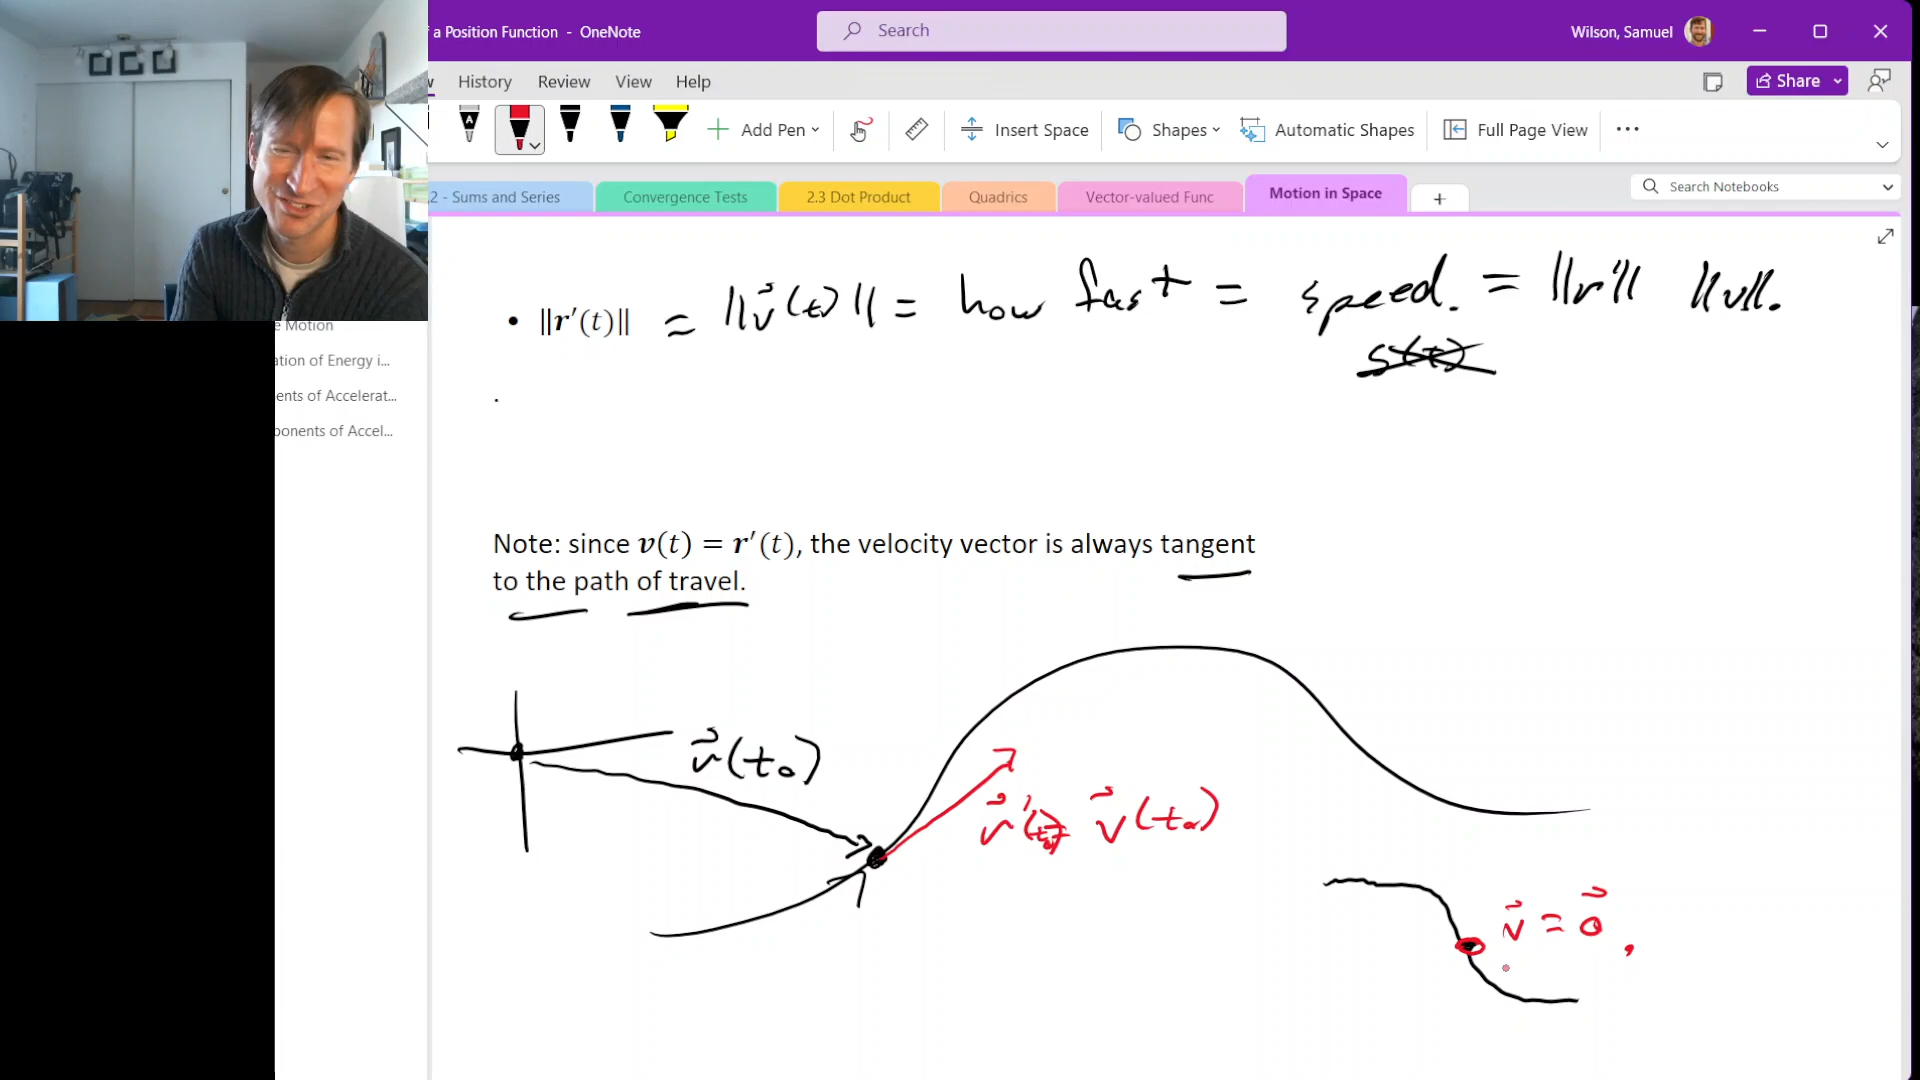 a Position Function - OneNote
Search
Wilson, Samuel
History Review View Help
Share
Add Pen
Insert Space
Shapes
Automatic Shapes
Full Page View
2 - Sums and Series
Convergence Tests
2.3 Dot Product
Quadrics
Vector-valued Func
Motion in Space
+
Search Notebooks
e Motion
ation of Energy i...
ents of Accelerat...
ponents of Accel...
• ‖r′(t)‖ = ‖v⃗(t)‖ = how fast = speed. = ‖r′‖ ‖v‖.
s(t)
.
Note: since v(t) = r′(t), the velocity vector is always tangent
to the path of travel.
r⃗(t₀)
r⃗′(t₀) v⃗(t₀)
v⃗ = 0⃗,